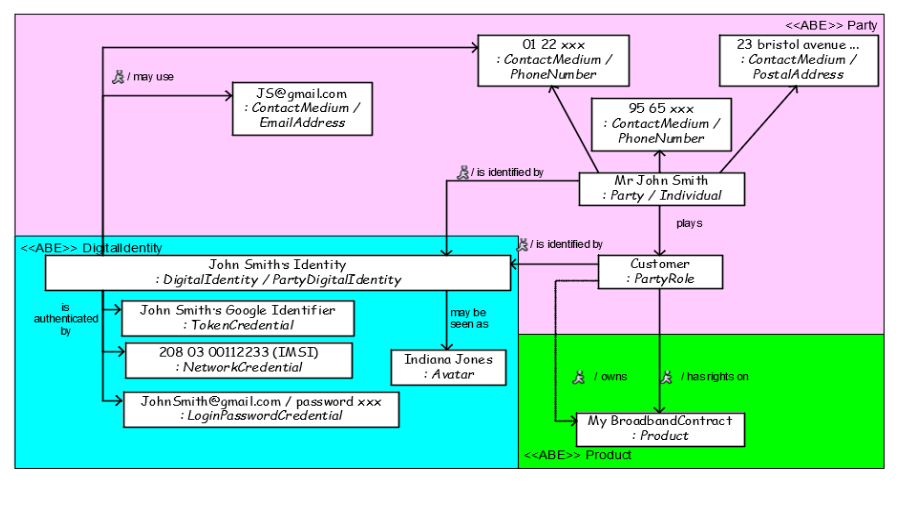 <<ABE>> Party
01 22 xxx
: ContactMedium /
PhoneNumber
23 bristol avenue ...
: ContactMedium /
PostalAddress
/ may use
JS@gmail.com
: ContactMedium /
EmailAddress
95 65 xxx
: ContactMedium /
PhoneNumber
/ is identified by
Mr John Smith
: Party / Individual
plays
<<ABE>> DigitalIdentity
/ is identified by
John Smith's Identity
: DigitalIdentity / PartyDigitalIdentity
Customer
: PartyRole
is
authenticated
by
John Smith's Google Identifier
: TokenCredential
may be
seen as
208 03 00112233 (IMSI)
: NetworkCredential
Indiana Jones
: Avatar
/ owns
/ has rights on
JohnSmith@gmail.com / password xxx
: LoginPasswordCredential
My BroadbandContract
: Product
<<ABE>> Product